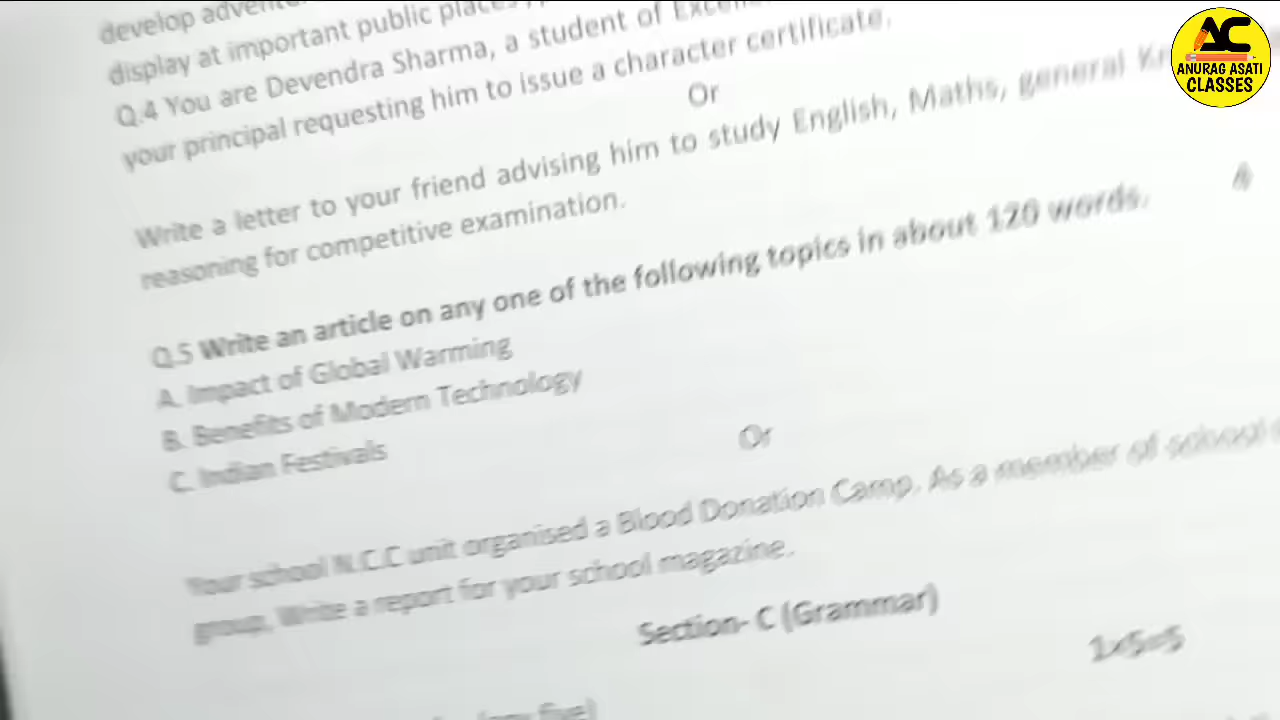 develop
display at important public
Q.4 You are Devendra Sharma, a student of
your principal requesting him to issue a character certificate.
Or
Write a letter to your friend advising him to study English, Maths, general
reasoning for competitive examination.
Q.5 Write an article on any one of the following topics in about 120 words.
A. Impact of Global Warming
B. Benefits of Modern Technology
C. Indian Festivals
Or
Your school N.C.C unit organised a Blood Donation Camp. As a member of school
group, Write a report for your school magazine.
Section- C (Grammar)
1x5=5
five)
AC
ANURAG ASATI
CLASSES